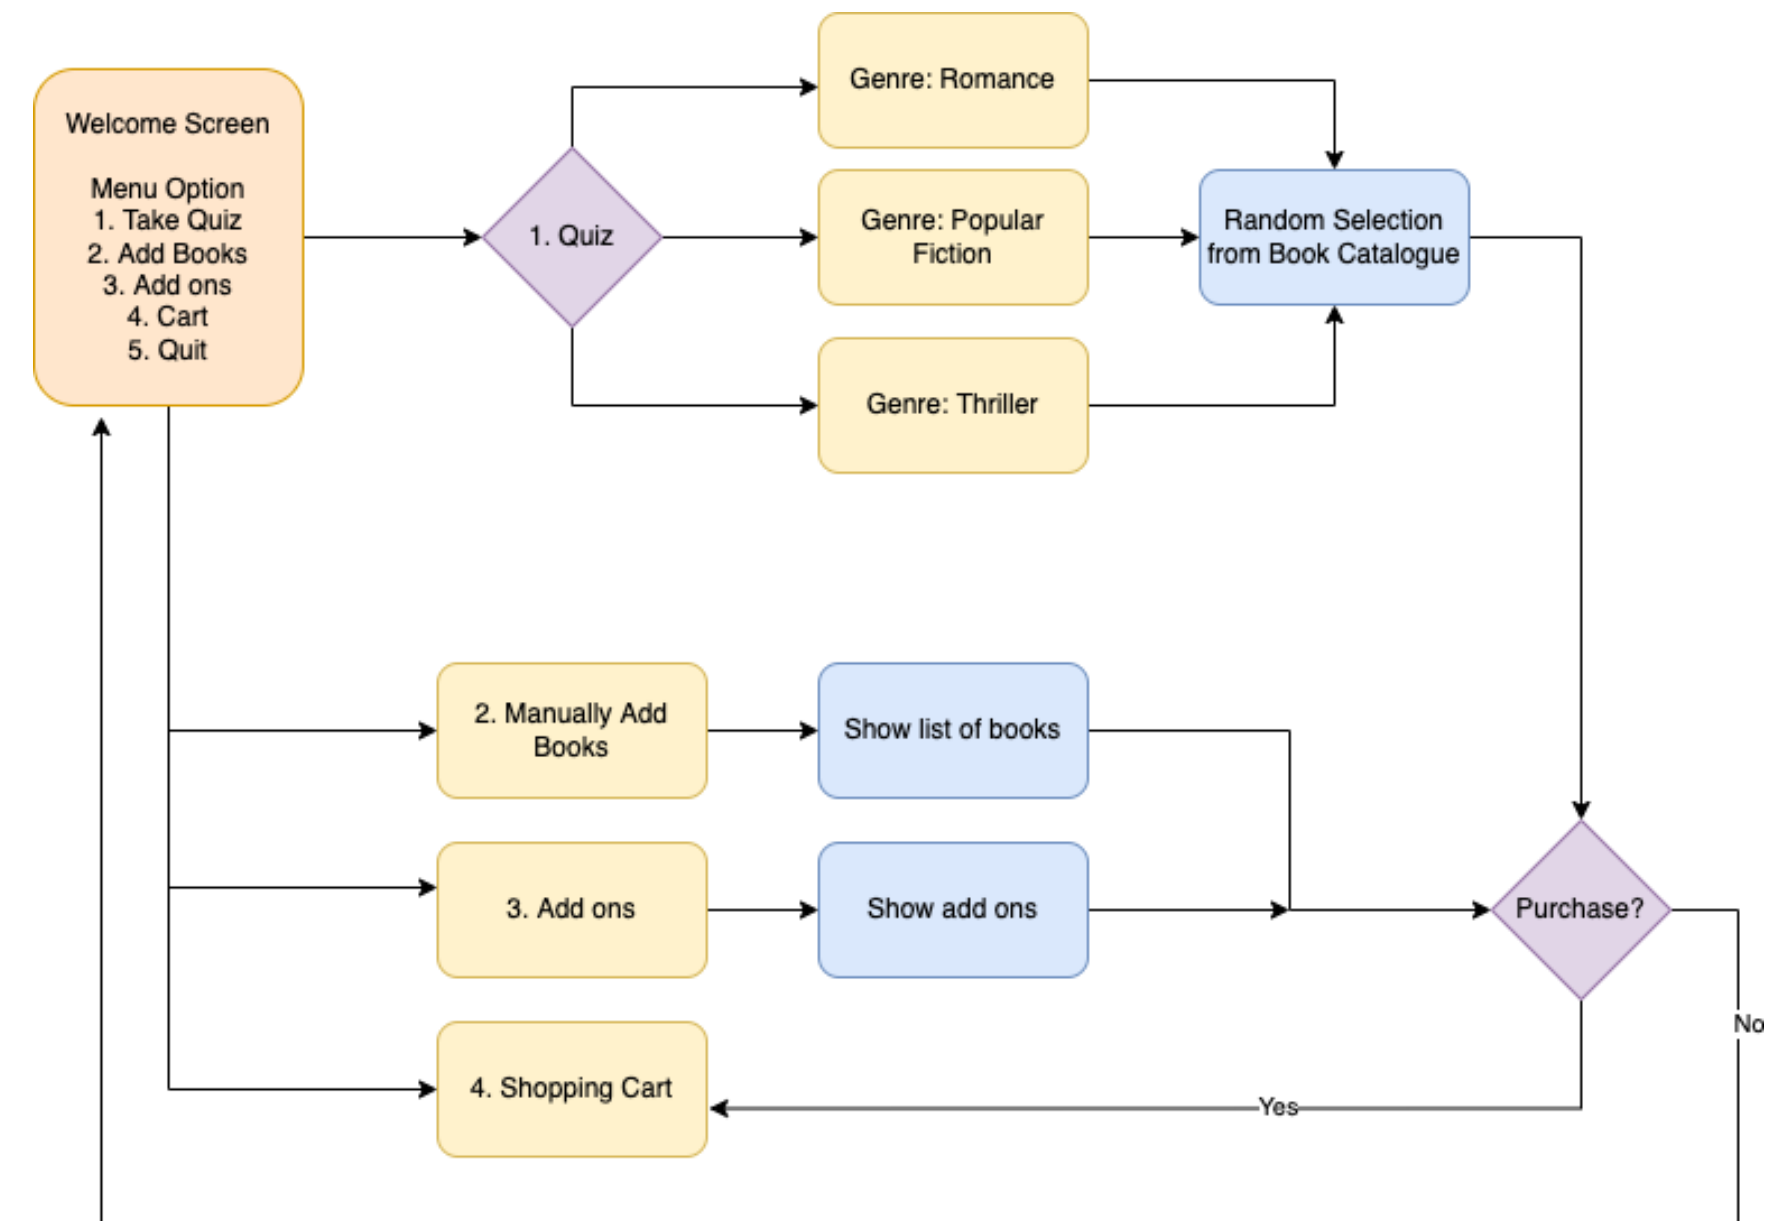 Welcome Screen
Menu Option
1. Take Quiz
2. Add Books
3. Add ons
4. Cart
5. Quit
1. Quiz
Genre: Romance
Genre: Popular
Fiction
Genre: Thriller
Random Selection
from Book Catalogue
2. Manually Add
Books
Show list of books
3. Add ons
Show add ons
Purchase?
No
4. Shopping Cart
Yes